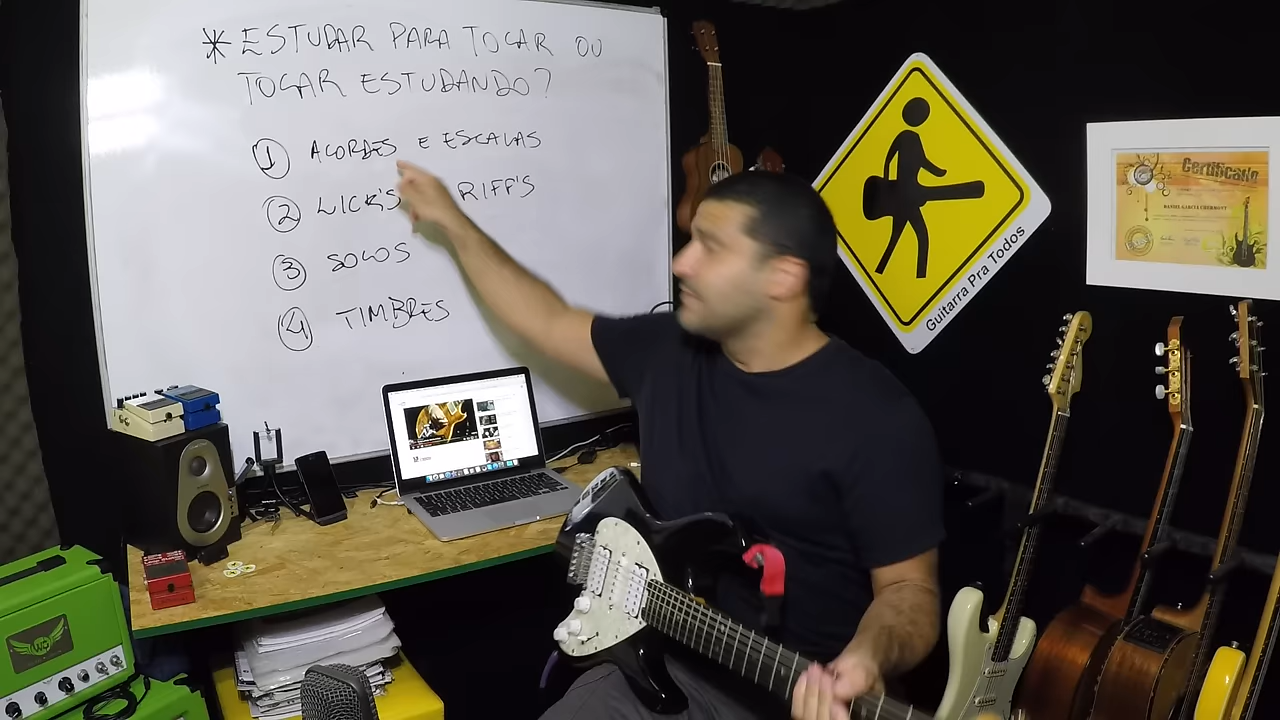 * ESTUDAR PARA TOCAR OU
TOCAR ESTUDANDO?
1 ACORDES E ESCALAS
2 LICK'S RIFF'S
3 SOLOS
4 TIMBRES
Guitarra Pra Todos
Certificado